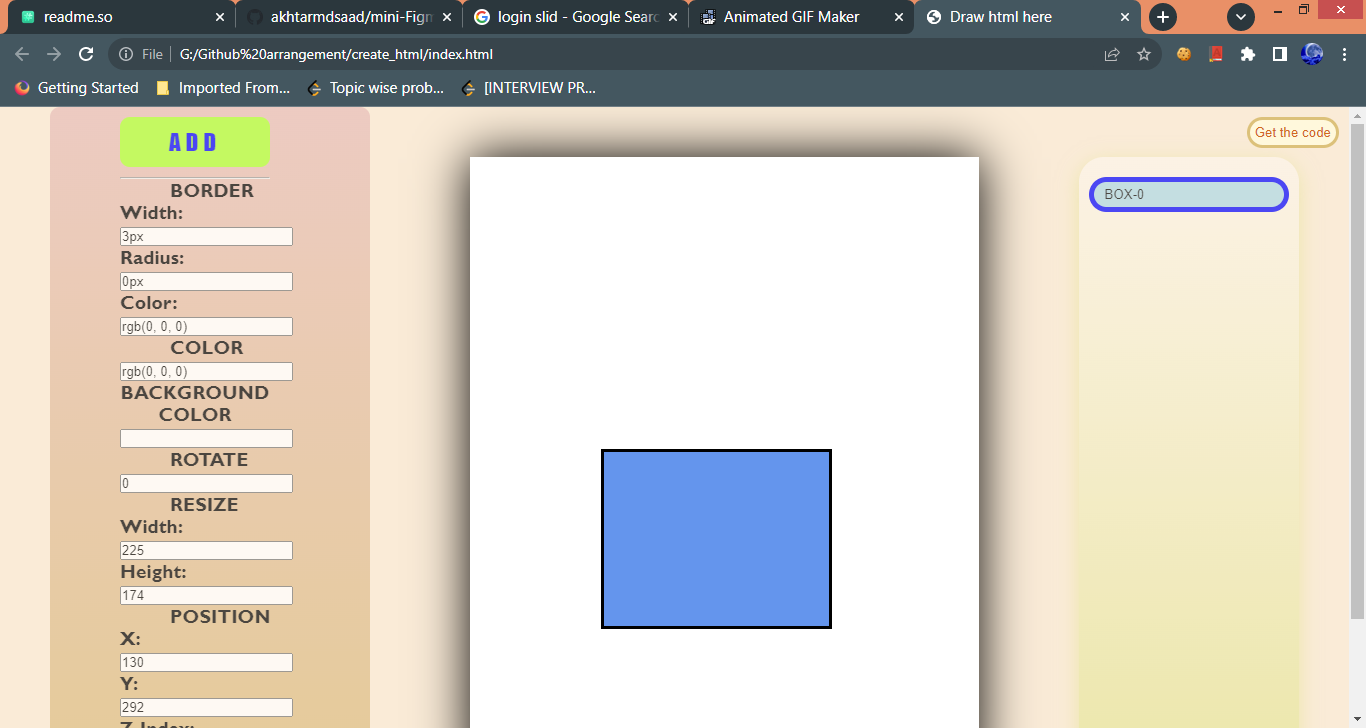 readme.so
akhtarmdsaad/mini-Figm
login slid - Google Searc
Animated GIF Maker
Draw html here
File
G:/Github%20arrangement/create_html/index.html
Getting Started
Imported From...
Topic wise prob...
[INTERVIEW PR...
ADD
BORDER
Width:
3px
Radius:
0px
Color:
rgb(0, 0, 0)
COLOR
rgb(0, 0, 0)
BACKGROUND
COLOR
ROTATE
0
RESIZE
Width:
225
Height:
174
POSITION
X:
130
Y:
292
Z-Index:
Get the code
BOX-0